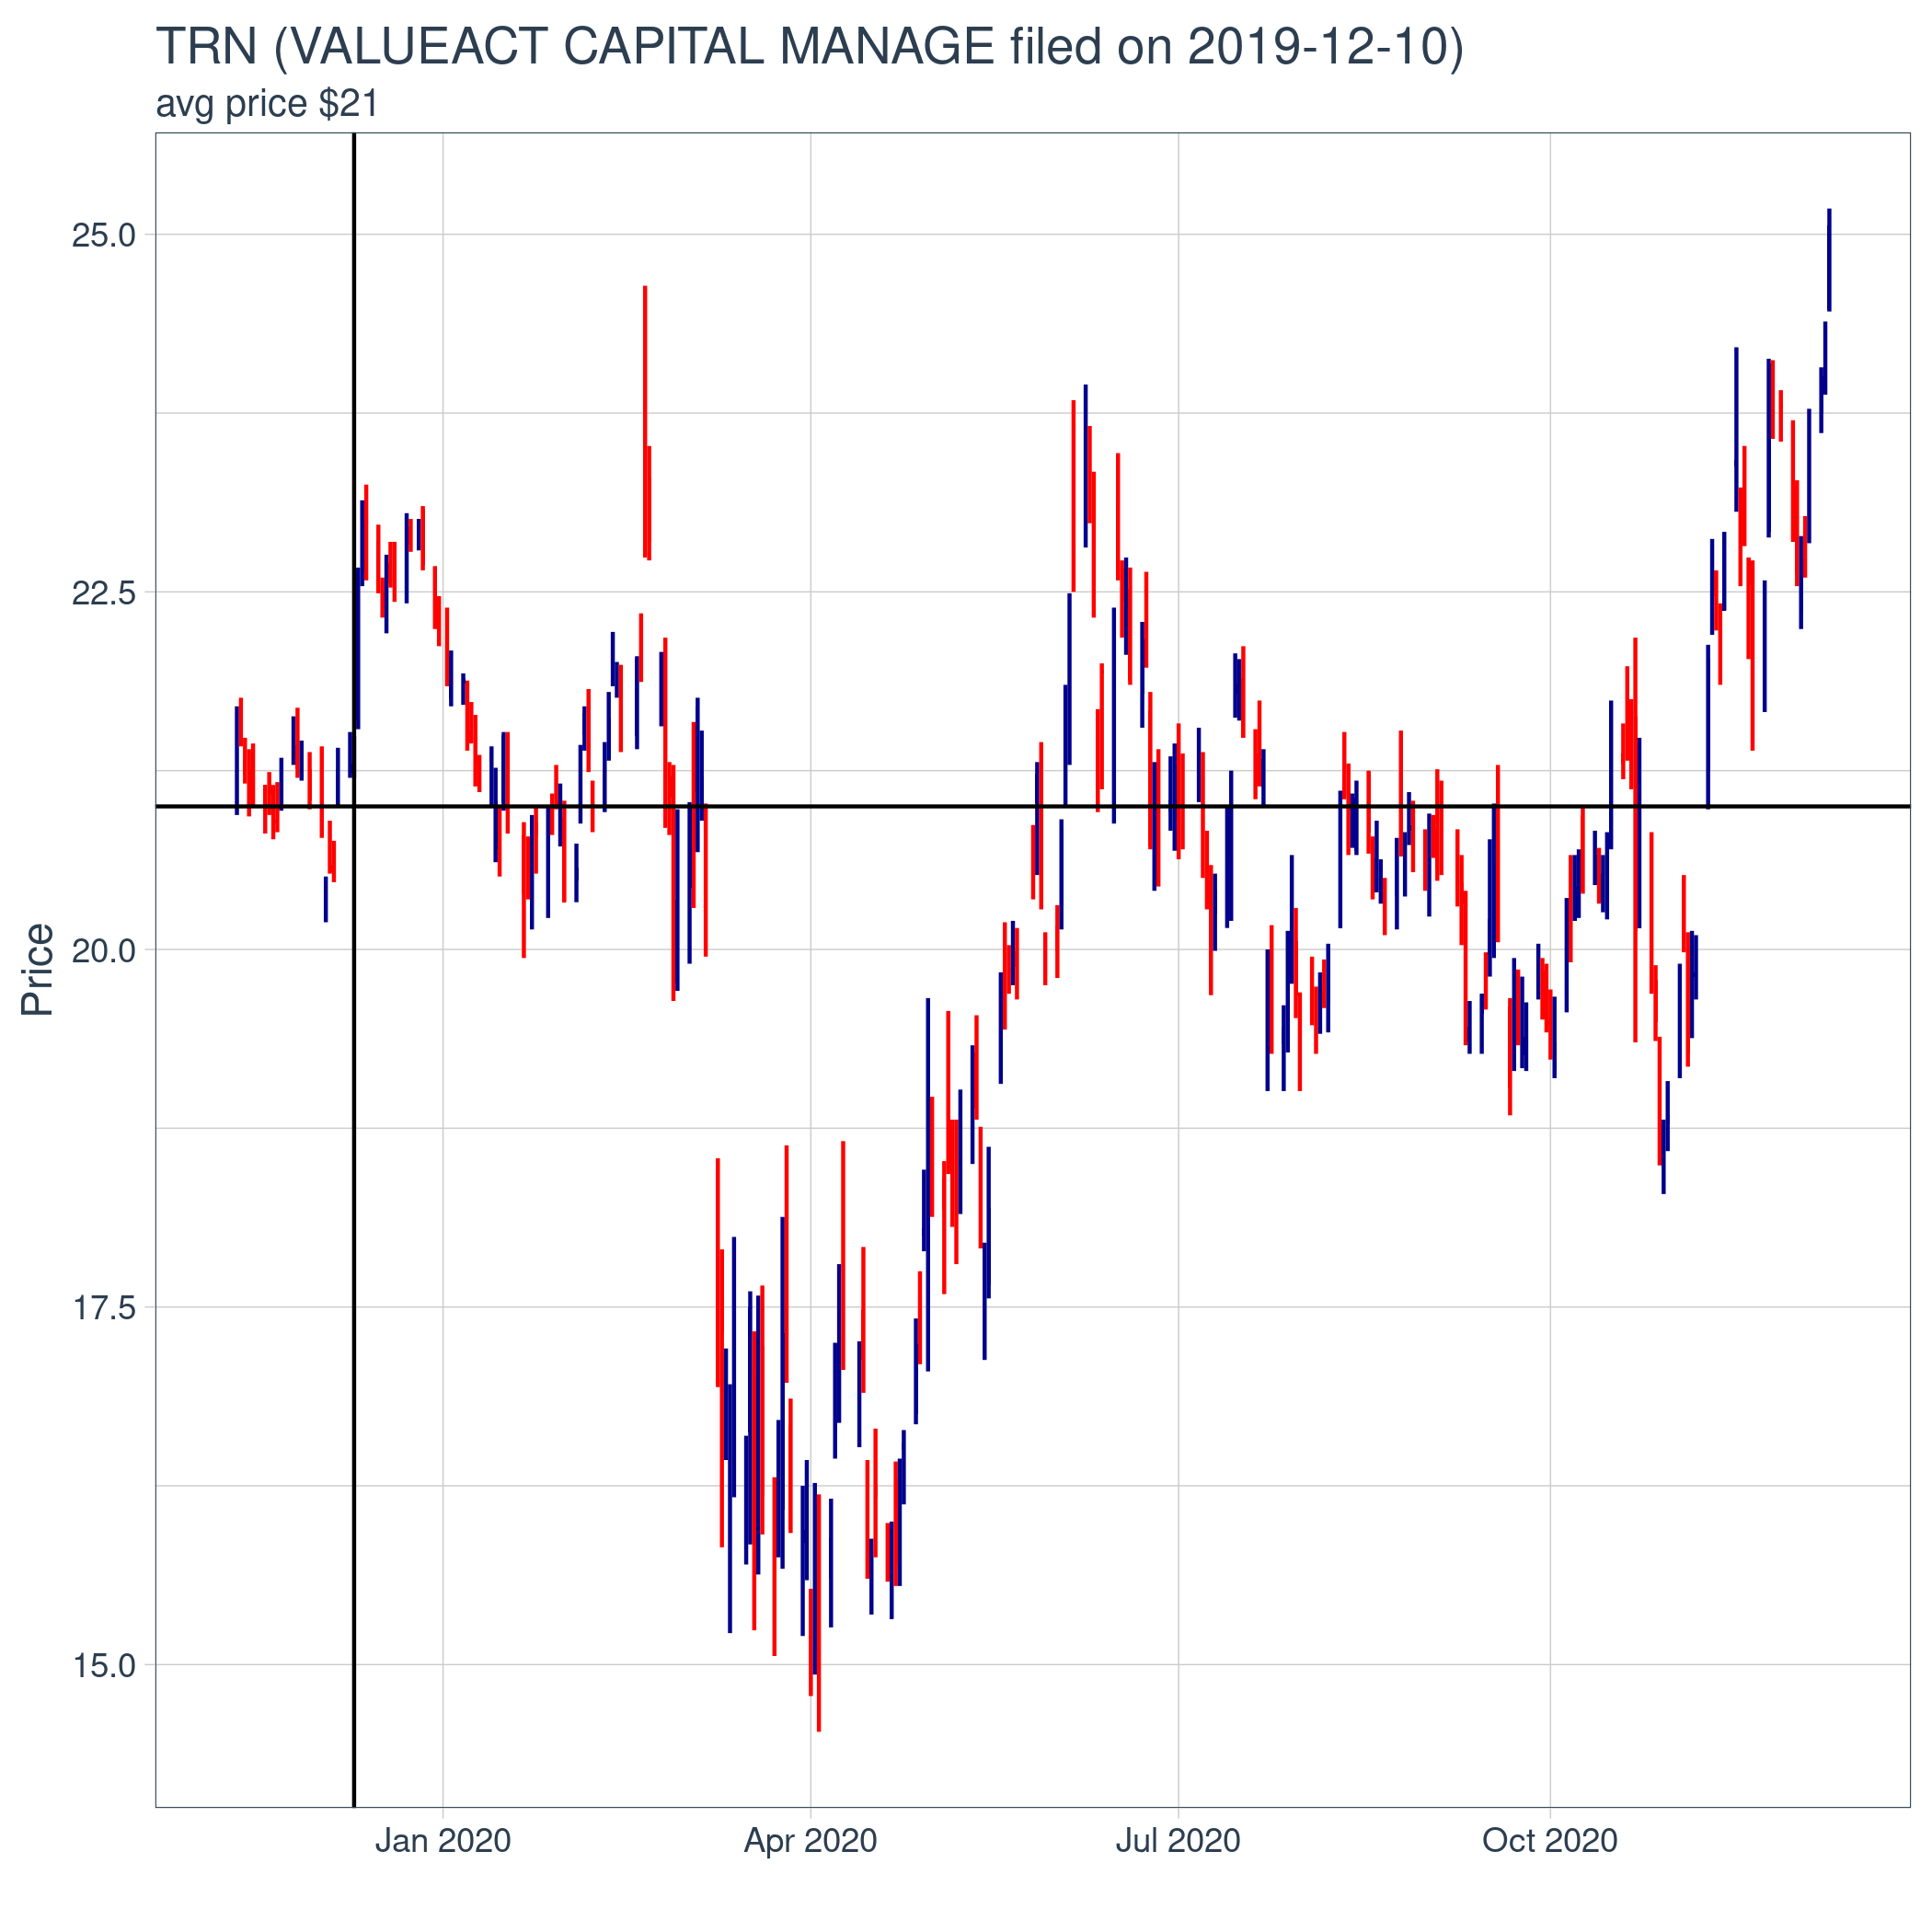 TRN (VALUEACT CAPITAL MANAGE filed on 2019-12-10)
avg price $21
25.0
22.5
20.0
17.5
15.0
Price
Jan 2020
Apr 2020
Jul 2020
Oct 2020